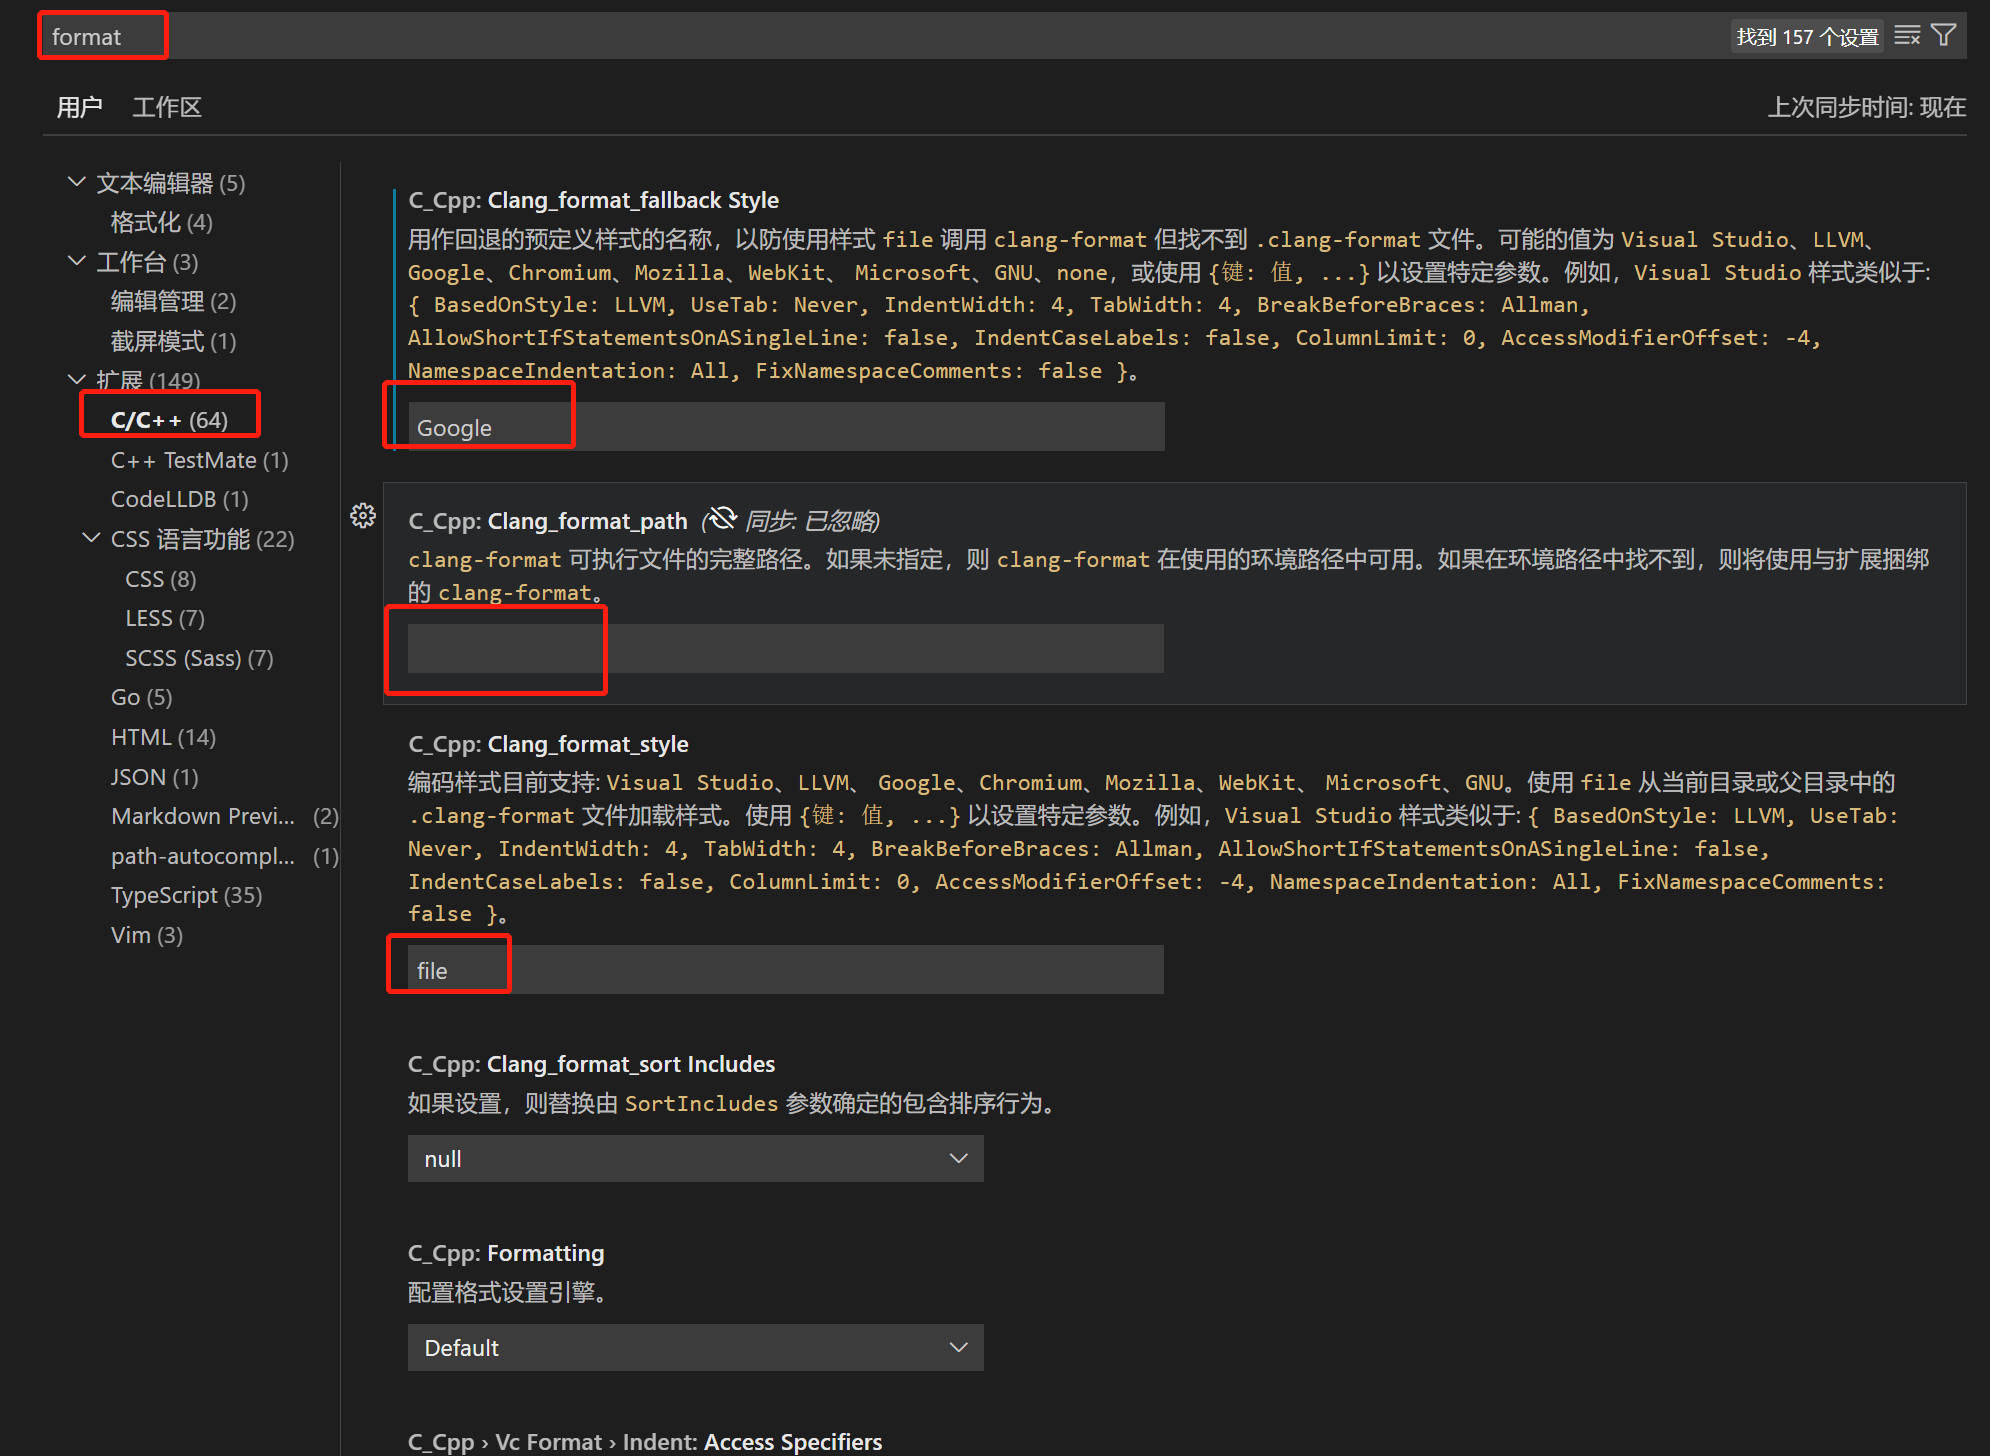 format
找到 157 个设置
用户 工作区
上次同步时间: 现在
文本编辑器 (5)
格式化 (4)
工作台 (3)
编辑管理 (2)
截屏模式 (1)
扩展 (149)
C/C++ (64)
C++ TestMate (1)
CodeLLDB (1)
CSS 语言功能 (22)
CSS (8)
LESS (7)
SCSS (Sass) (7)
Go (5)
HTML (14)
JSON (1)
Markdown Previ... (2)
path-autocompl... (1)
TypeScript (35)
Vim (3)
C_Cpp: Clang_format_fallback Style
用作回退的预定义样式的名称，以防使用样式 file 调用 clang-format 但找不到 .clang-format 文件。可能的值为 Visual Studio、LLVM、
Google、Chromium、Mozilla、WebKit、 Microsoft、GNU、none，或使用 {键: 值, ...} 以设置特定参数。例如，Visual Studio 样式类似于:
{ BasedOnStyle: LLVM, UseTab: Never, IndentWidth: 4, TabWidth: 4, BreakBeforeBraces: Allman,
AllowShortIfStatementsOnASingleLine: false, IndentCaseLabels: false, ColumnLimit: 0, AccessModifierOffset: -4,
NamespaceIndentation: All, FixNamespaceComments: false }。
Google
C_Cpp: Clang_format_path (同步: 已忽略)
clang-format 可执行文件的完整路径。如果未指定，则 clang-format 在使用的环境路径中可用。如果在环境路径中找不到，则将使用与扩展捆绑
的 clang-format。
C_Cpp: Clang_format_style
编码样式目前支持: Visual Studio、LLVM、 Google、Chromium、Mozilla、WebKit、 Microsoft、GNU。使用 file 从当前目录或父目录中的
.clang-format 文件加载样式。使用 {键: 值, ...} 以设置特定参数。例如，Visual Studio 样式类似于: { BasedOnStyle: LLVM, UseTab:
Never, IndentWidth: 4, TabWidth: 4, BreakBeforeBraces: Allman, AllowShortIfStatementsOnASingleLine: false,
IndentCaseLabels: false, ColumnLimit: 0, AccessModifierOffset: -4, NamespaceIndentation: All, FixNamespaceComments:
false }。
file
C_Cpp: Clang_format_sort Includes
如果设置，则替换由 SortIncludes 参数确定的包含排序行为。
null
C_Cpp: Formatting
配置格式设置引擎。
Default
C_Cpp › Vc Format › Indent: Access Specifiers